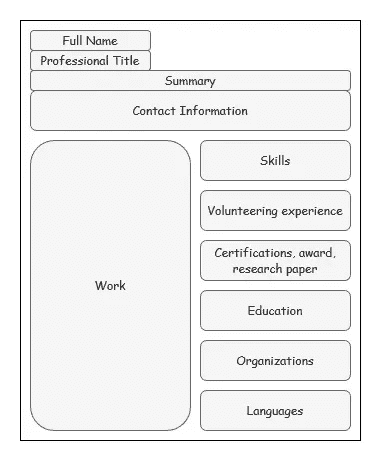 Full Name
Professional Title
Summary
Contact Information
Work
Skills
Volunteering experience
Certifications, award,
research paper
Education
Organizations
Languages